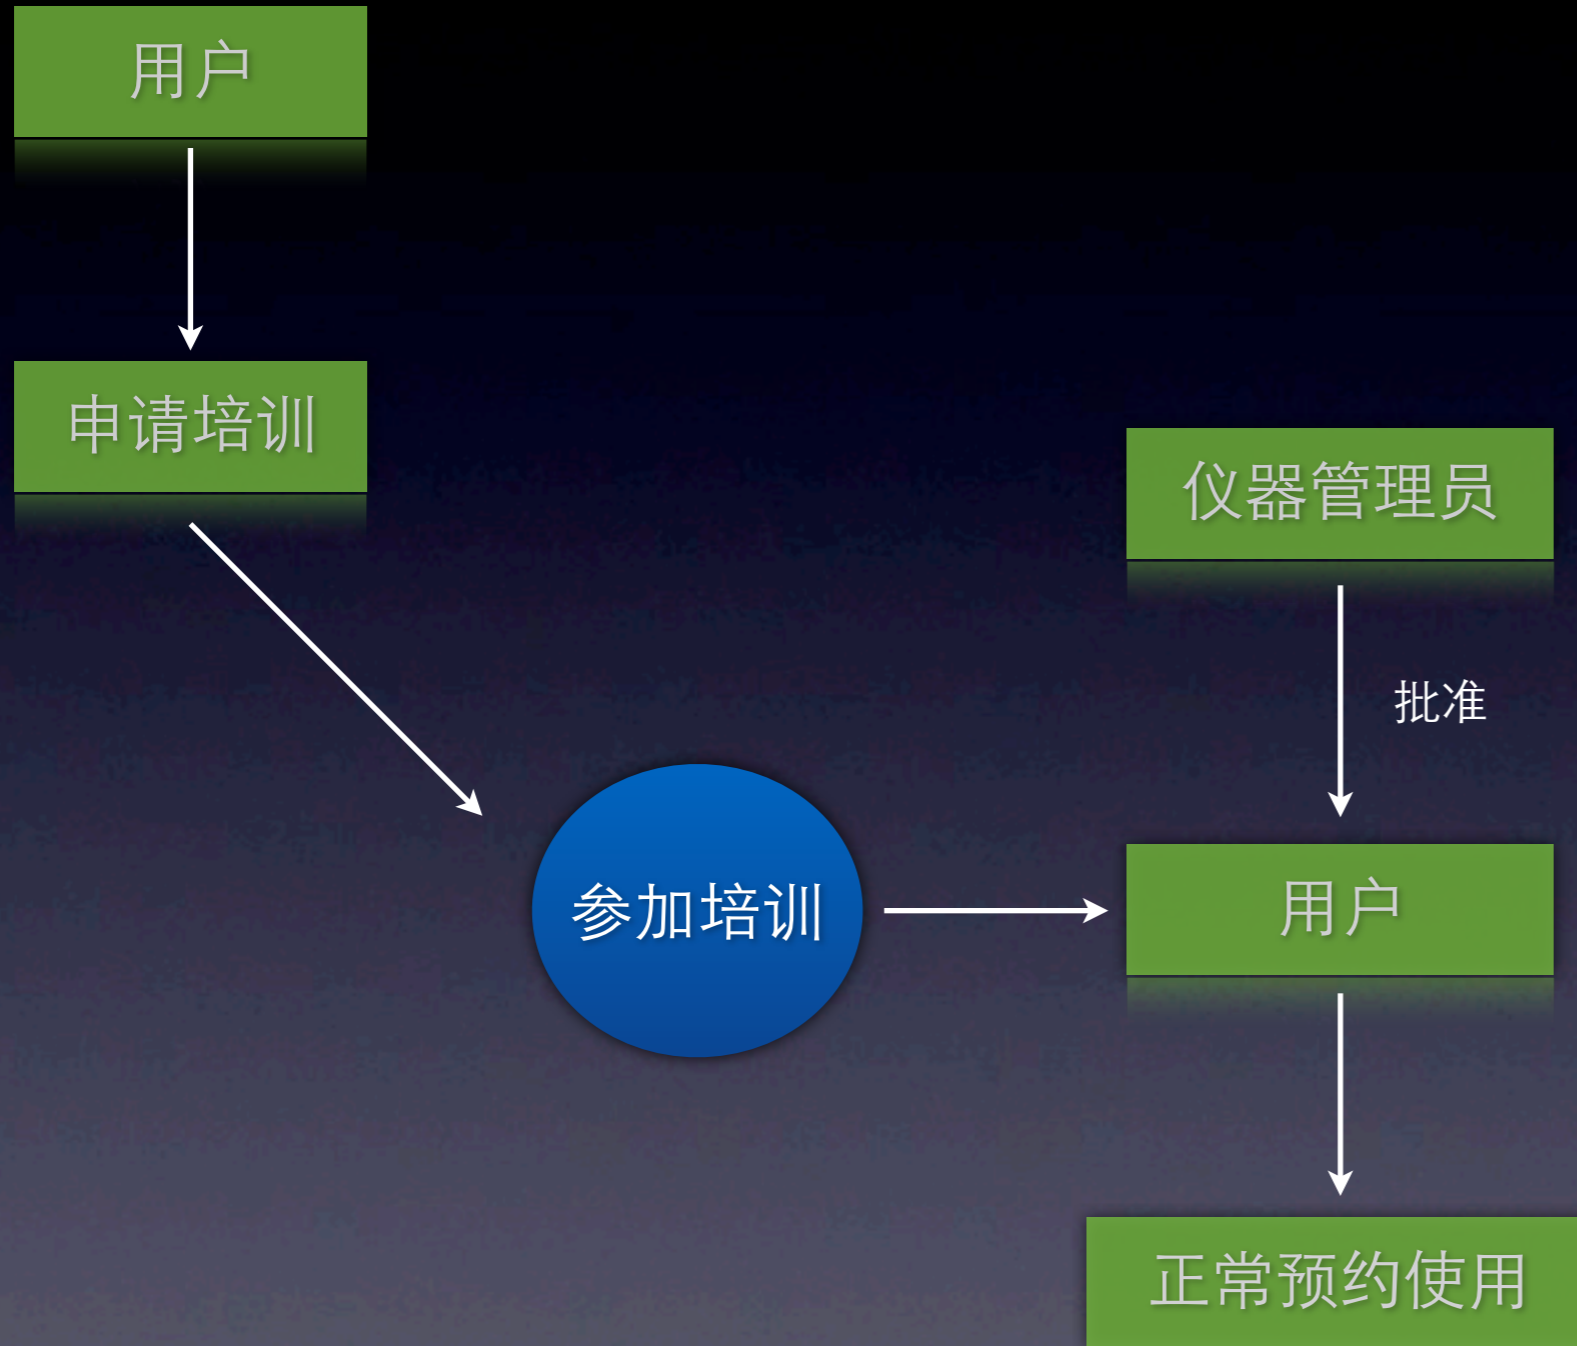 用户
申请培训
仪器管理员
批准
参加培训
用户
正常预约使用